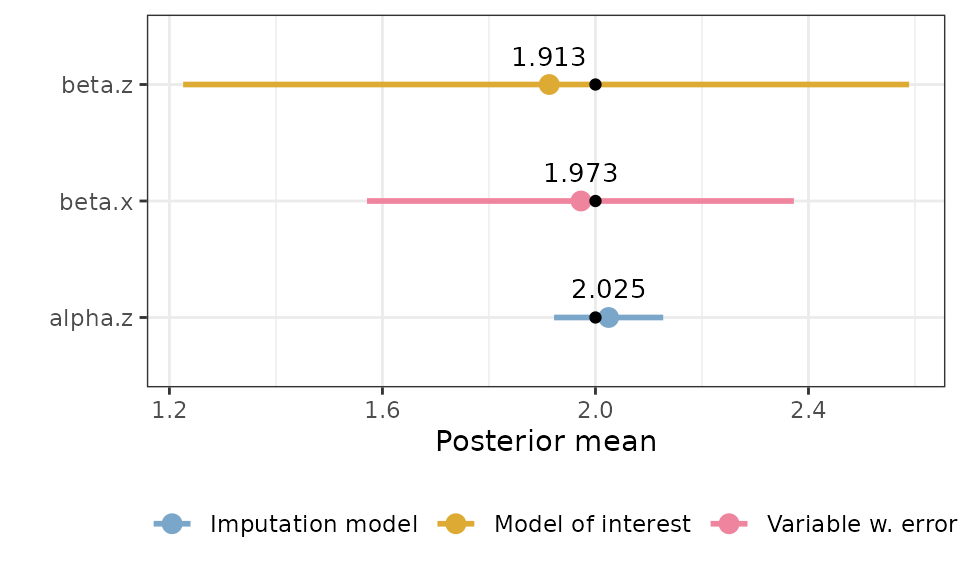 1.913
beta.z
1.973
beta.x
2.025
alpha.z
1.2 1.6 2.0 2.4
Posterior mean
Imputation model Model of interest Variable w. error